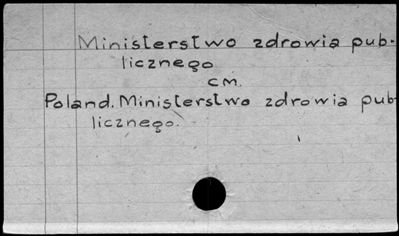 Ministerstwo zdrowia pub-
licznego
cm.
Poland. Ministerstwo zdrowia pub-
licznego.